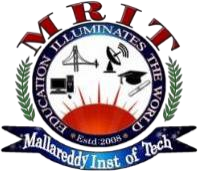 MRIT
EDUCATION ILLUMINATES THE WORLD
Estd:2008
Mallareddy Inst of Tech